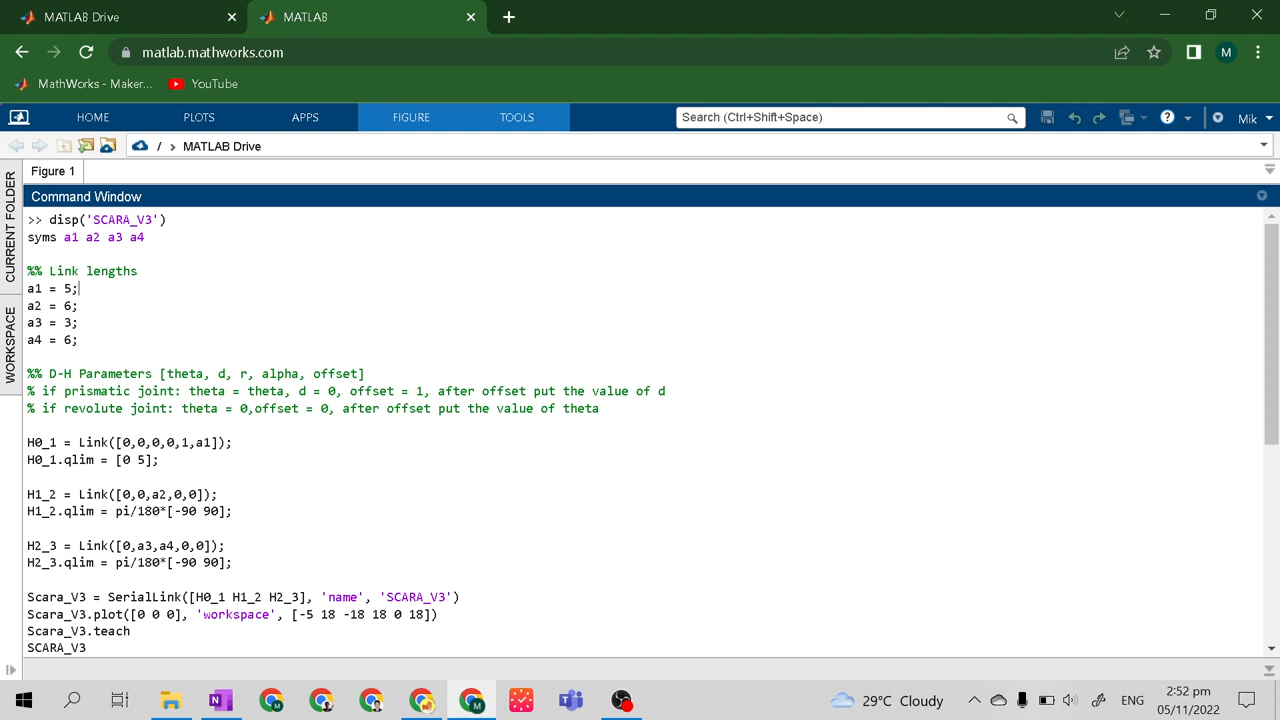 MATLAB Drive
MATLAB
matlab.mathworks.com
M
MathWorks - Maker...
YouTube
HOME
PLOTS
APPS
FIGURE
TOOLS
Search (Ctrl+Shift+Space)
Mik
/ > MATLAB Drive
CURRENT FOLDER
WORKSPACE
Figure 1
Command Window
>> disp('SCARA_V3')
syms a1 a2 a3 a4
%% Link lengths
a1 = 5;
a2 = 6;
a3 = 3;
a4 = 6;
%% D-H Parameters [theta, d, r, alpha, offset]
% if prismatic joint: theta = theta, d = 0, offset = 1, after offset put the value of d
% if revolute joint: theta = 0,offset = 0, after offset put the value of theta
H0_1 = Link([0,0,0,0,1,a1]);
H0_1.qlim = [0 5];
H1_2 = Link([0,0,a2,0,0]);
H1_2.qlim = pi/180*[-90 90];
H2_3 = Link([0,a3,a4,0,0]);
H2_3.qlim = pi/180*[-90 90];
Scara_V3 = SerialLink([H0_1 H1_2 H2_3], 'name', 'SCARA_V3')
Scara_V3.plot([0 0 0], 'workspace', [-5 18 -18 18 0 18])
Scara_V3.teach
SCARA_V3
29°C Cloudy
ENG
2:52 pm
05/11/2022